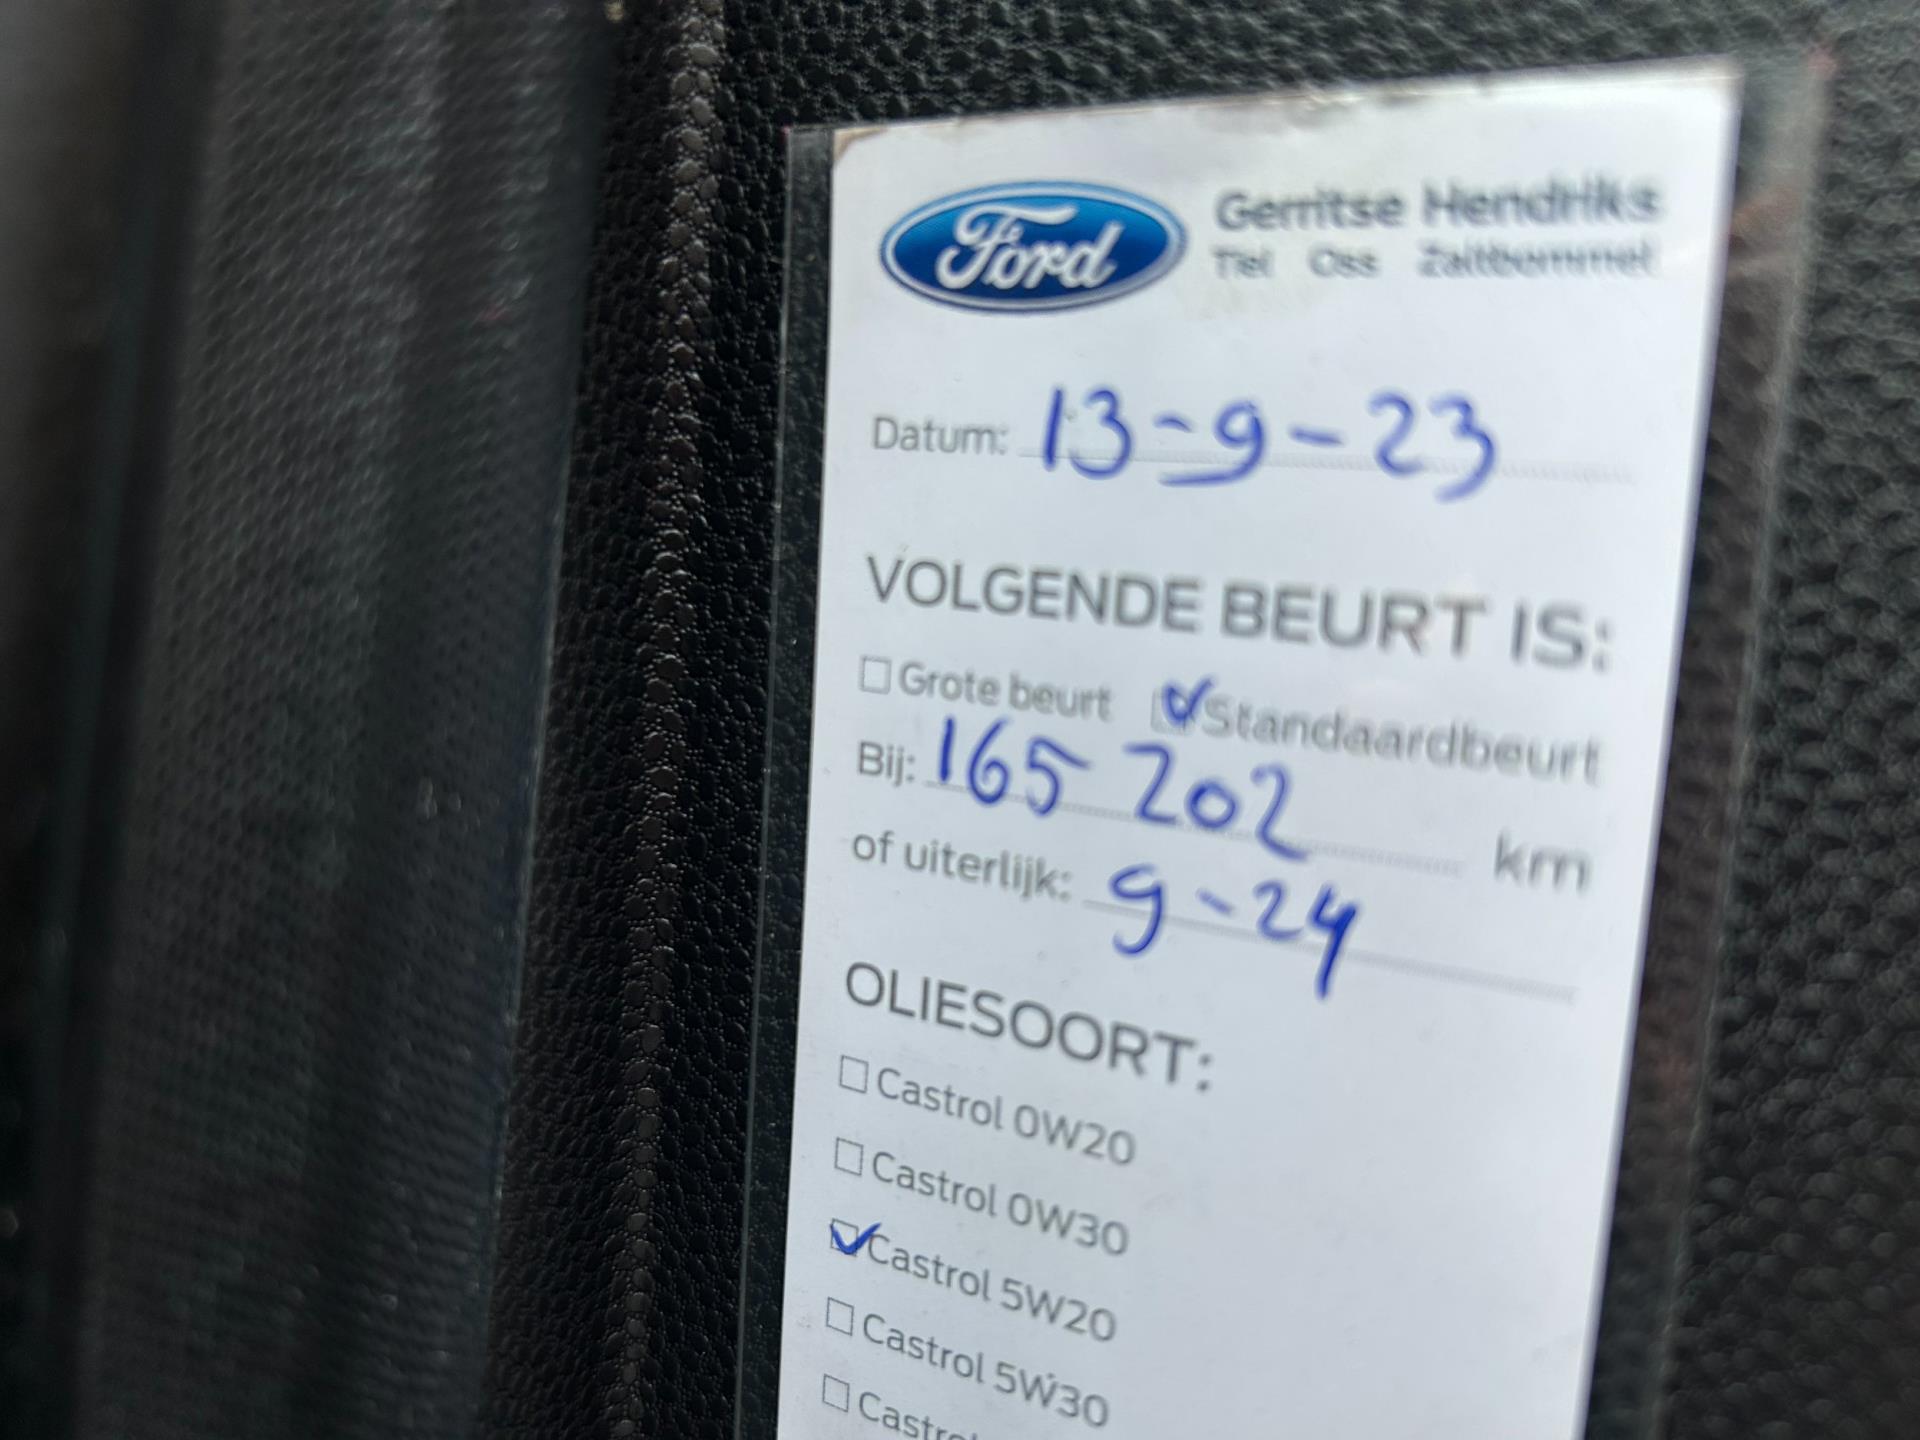 Ford
Gerritse Hendriks
Tiel Oss Zaltbommel
Datum: 13-9-23
VOLGENDE BEURT IS:
Grote beurt Standaardbeurt
Bij: 165 202 km
of uiterlijk: 9-24
OLIESOORT:
Castrol 0W20
Castrol 0W30
Castrol 5W20
Castrol 5W30